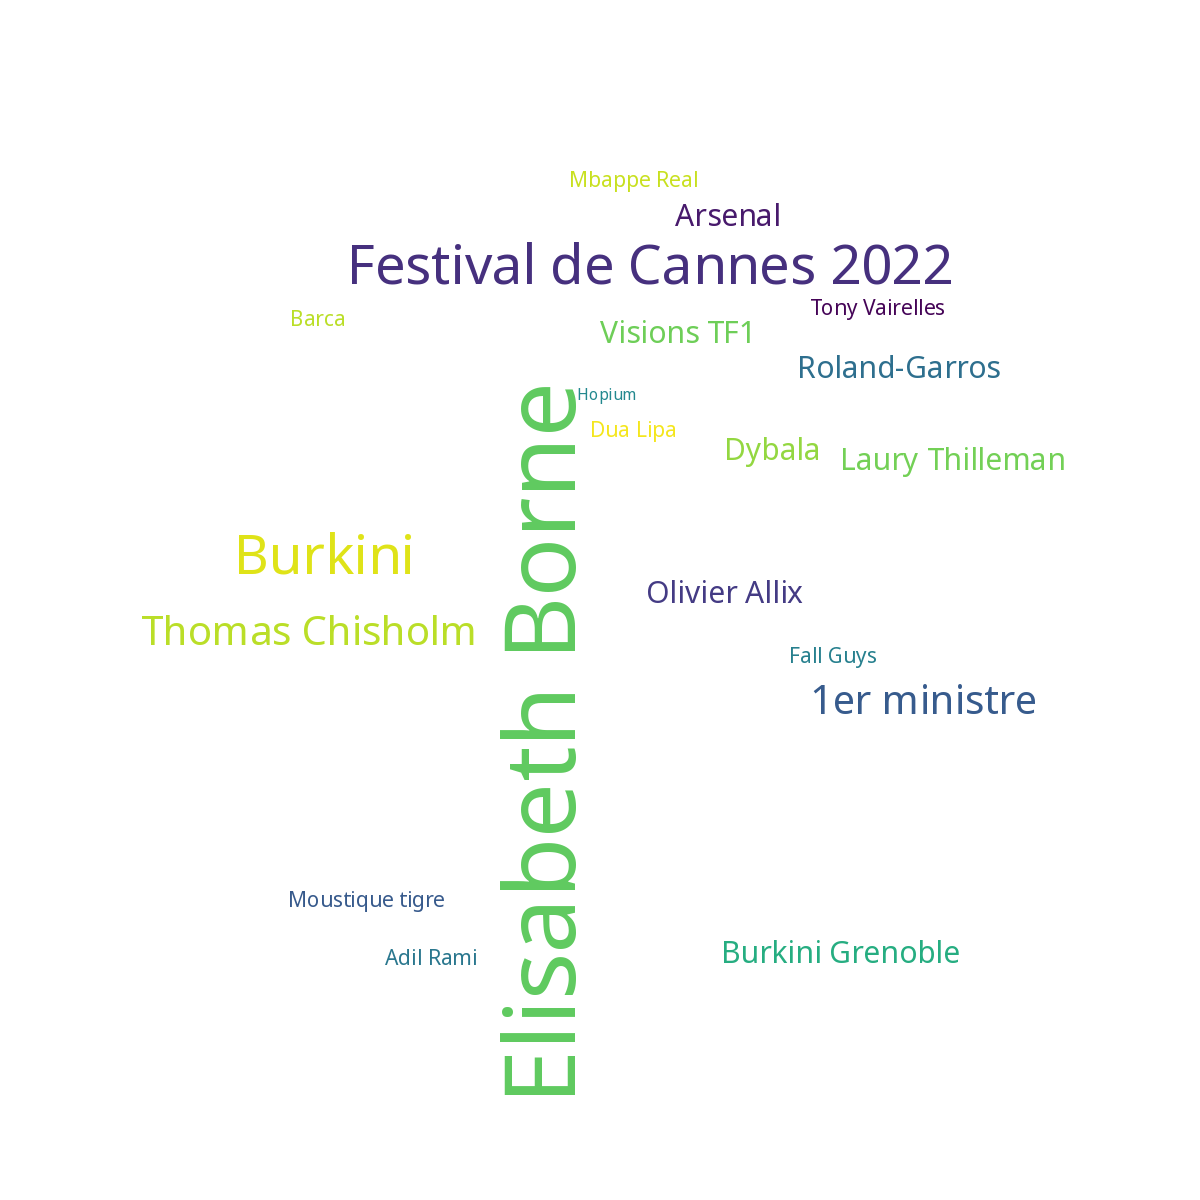 Mbappe Real
Arsenal
Festival de Cannes 2022
Tony Vairelles
Barca
Visions TF1
Roland-Garros
Hopium
Dua Lipa
Dybala
Laury Thilleman
Elisabeth Borne
Burkini
Olivier Allix
Thomas Chisholm
Fall Guys
1er ministre
Moustique tigre
Burkini Grenoble
Adil Rami